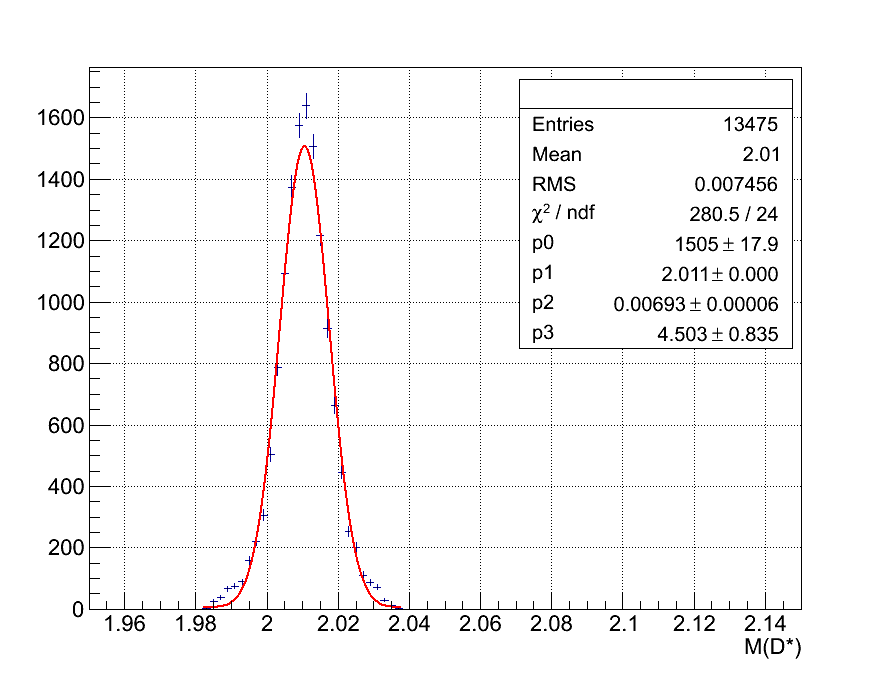 Entries 13475
Mean 2.01
RMS 0.007456
χ² / ndf 280.5 / 24
p0 1505 ± 17.9
p1 2.011 ± 0.000
p2 0.00693 ± 0.00006
p3 4.503 ± 0.835
1600
1400
1200
1000
800
600
400
200
0
1.96 1.98 2 2.02 2.04 2.06 2.08 2.1 2.12 2.14
M(D*)